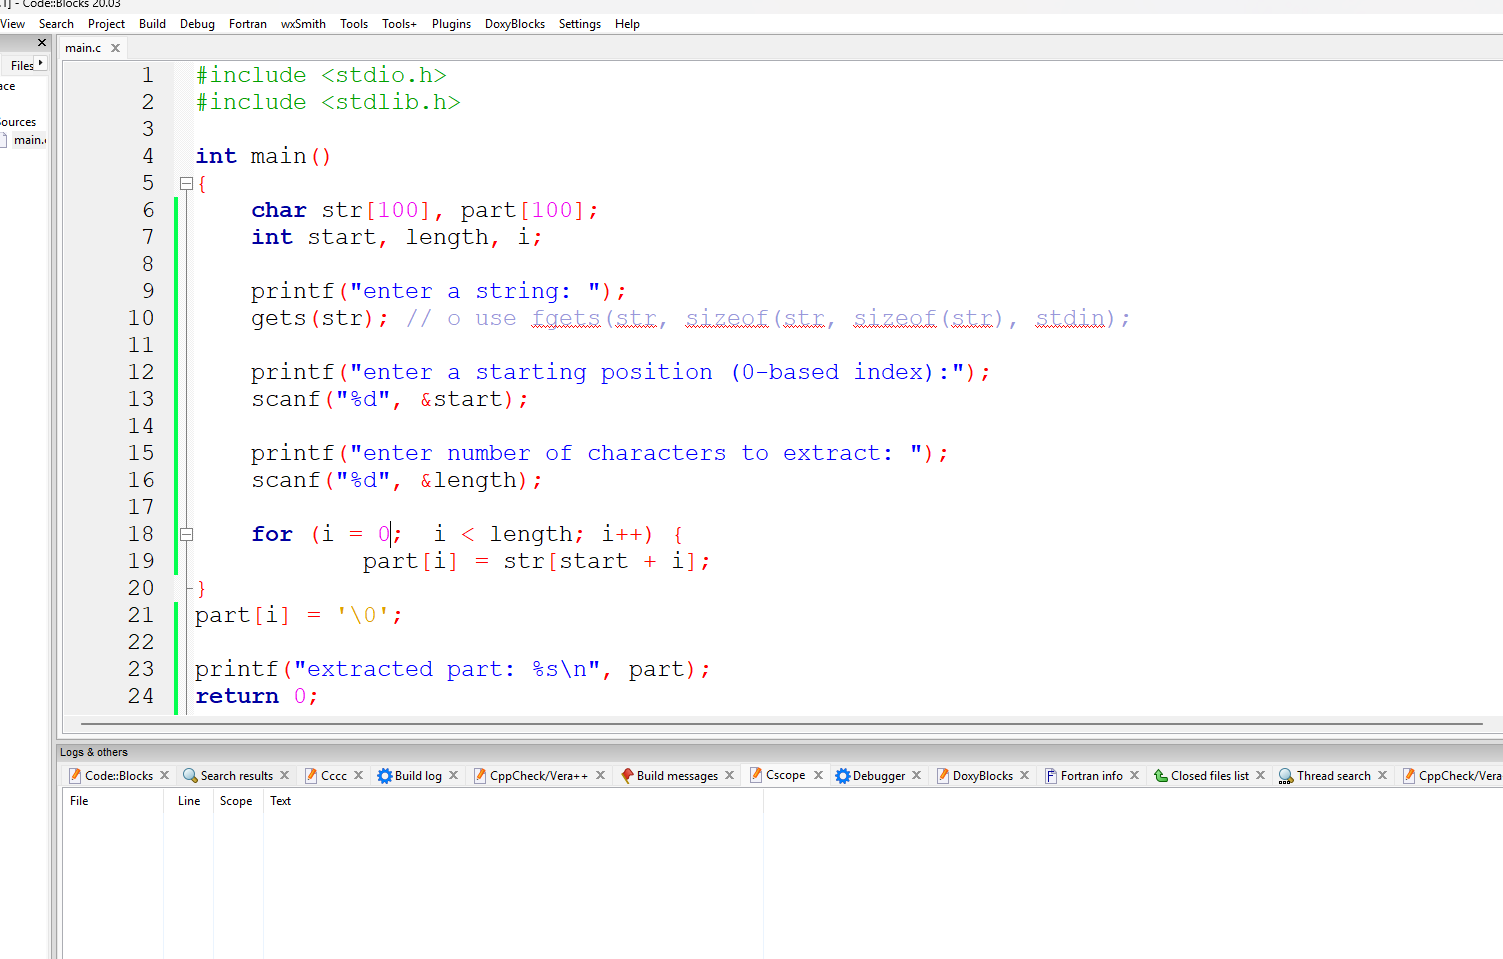 .1] - Code::Blocks 20.03
View Search Project Build Debug Fortran wxSmith Tools Tools+ Plugins DoxyBlocks Settings Help
main.c
Files
ace
ources
main.
1 #include <stdio.h>
2 #include <stdlib.h>
3
4 int main()
5 {
6 char str[100], part[100];
7 int start, length, i;
8
9 printf("enter a string: ");
10 gets(str); // o use fgets(str, sizeof(str, sizeof(str), stdin);
11
12 printf("enter a starting position (0-based index):");
13 scanf("%d", &start);
14
15 printf("enter number of characters to extract: ");
16 scanf("%d", &length);
17
18 for (i = 0;  i < length; i++) {
19 part[i] = str[start + i];
20 }
21 part[i] = '\0';
22
23 printf("extracted part: %s\n", part);
24 return 0;
Logs & others
Code::Blocks Search results Cccc Build log CppCheck/Vera++ Build messages Cscope Debugger DoxyBlocks Fortran info Closed files list Thread search CppCheck/Vera
File Line Scope Text